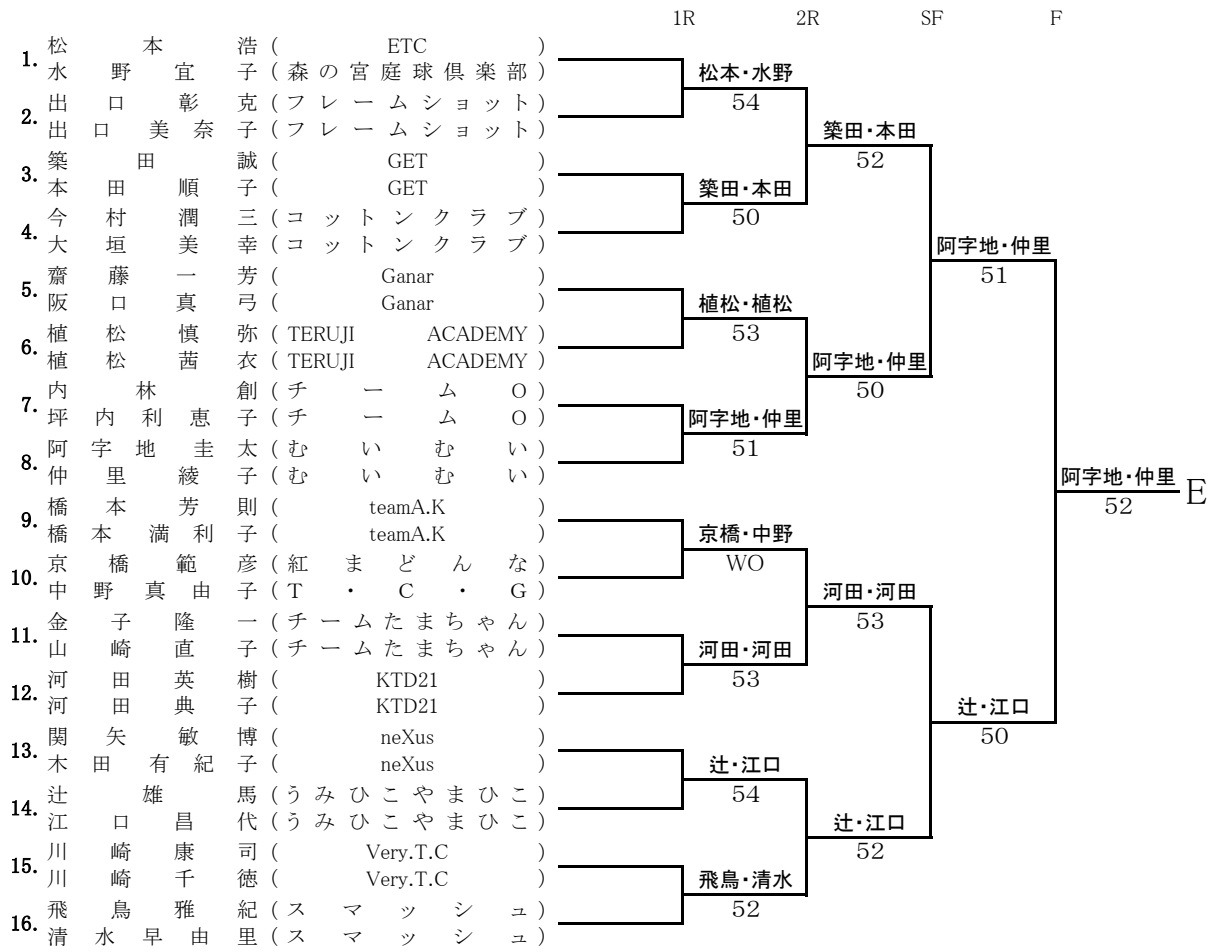 1R 2R SF F
1. 松本浩 ( ETC )
水野宜子 (森の宮庭球倶楽部)
2. 出口彰克 (フレームショット)
出口美奈子 (フレームショット)
3. 築田誠 ( GET )
本田順子 ( GET )
4. 今村潤三 (コットンクラブ)
大垣美幸 (コットンクラブ)
5. 齋藤一芳 ( Ganar )
阪口真弓 ( Ganar )
6. 植松慎弥 ( TERUJI ACADEMY )
植松茜衣 ( TERUJI ACADEMY )
7. 内林創 (チームO)
坪内利恵子 (チームO)
8. 阿字地圭太 (むいむい)
仲里綾子 (むいむい)
9. 橋本芳則 ( teamA.K )
橋本満利子 ( teamA.K )
10. 京橋範彦 (紅まどんな)
中野真由子 (T・C・G)
11. 金子隆一 (チームたまちゃん)
山崎直子 (チームたまちゃん)
12. 河田英樹 ( KTD21 )
河田典子 ( KTD21 )
13. 関矢敏博 ( neXus )
木田有紀子 ( neXus )
14. 辻雄馬 (うみひこやまひこ)
江口昌代 (うみひこやまひこ)
15. 川崎康司 ( Very.T.C )
川崎千徳 ( Very.T.C )
16. 飛鳥雅紀 (スマッシュ)
清水早由里 (スマッシュ)
松本・水野
54
築田・本田
50
植松・植松
53
阿字地・仲里
51
京橋・中野
WO
河田・河田
53
辻・江口
54
飛鳥・清水
52
築田・本田
52
阿字地・仲里
50
河田・河田
53
辻・江口
52
阿字地・仲里
51
辻・江口
50
阿字地・仲里
52
E